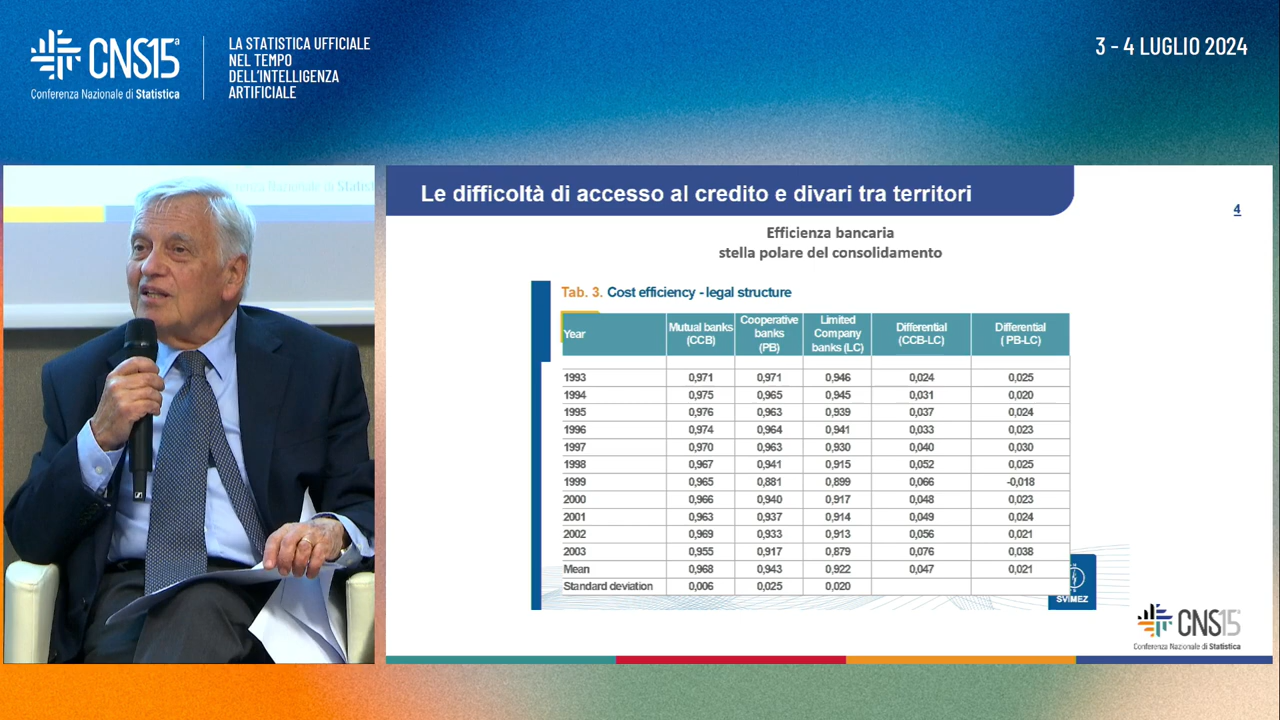 CNS15ª
Conferenza Nazionale di Statistica
LA STATISTICA UFFICIALE
NEL TEMPO
DELL'INTELLIGENZA
ARTIFICIALE
3 - 4 LUGLIO 2024
Le difficoltà di accesso al credito e divari tra territori
4
Efficienza bancaria
stella polare del consolidamento
Tab. 3. Cost efficiency - legal structure
Year Mutual banks (CCB) Cooperative banks (PB) Limited Company banks (LC) Differential (CCB-LC) Differential ( PB-LC)
1993 0,971 0,971 0,946 0,024 0,025
1994 0,975 0,965 0,945 0,031 0,020
1995 0,976 0,963 0,939 0,037 0,024
1996 0,974 0,964 0,941 0,033 0,023
1997 0,970 0,963 0,930 0,040 0,030
1998 0,967 0,941 0,915 0,052 0,025
1999 0,965 0,881 0,899 0,066 -0,018
2000 0,966 0,940 0,917 0,048 0,023
2001 0,963 0,937 0,914 0,049 0,024
2002 0,969 0,933 0,913 0,056 0,021
2003 0,955 0,917 0,879 0,076 0,038
Mean 0,968 0,943 0,922 0,047 0,021
Standard deviation 0,006 0,025 0,020
SVIMEZ
CNS15ª
Conferenza Nazionale di Statistica